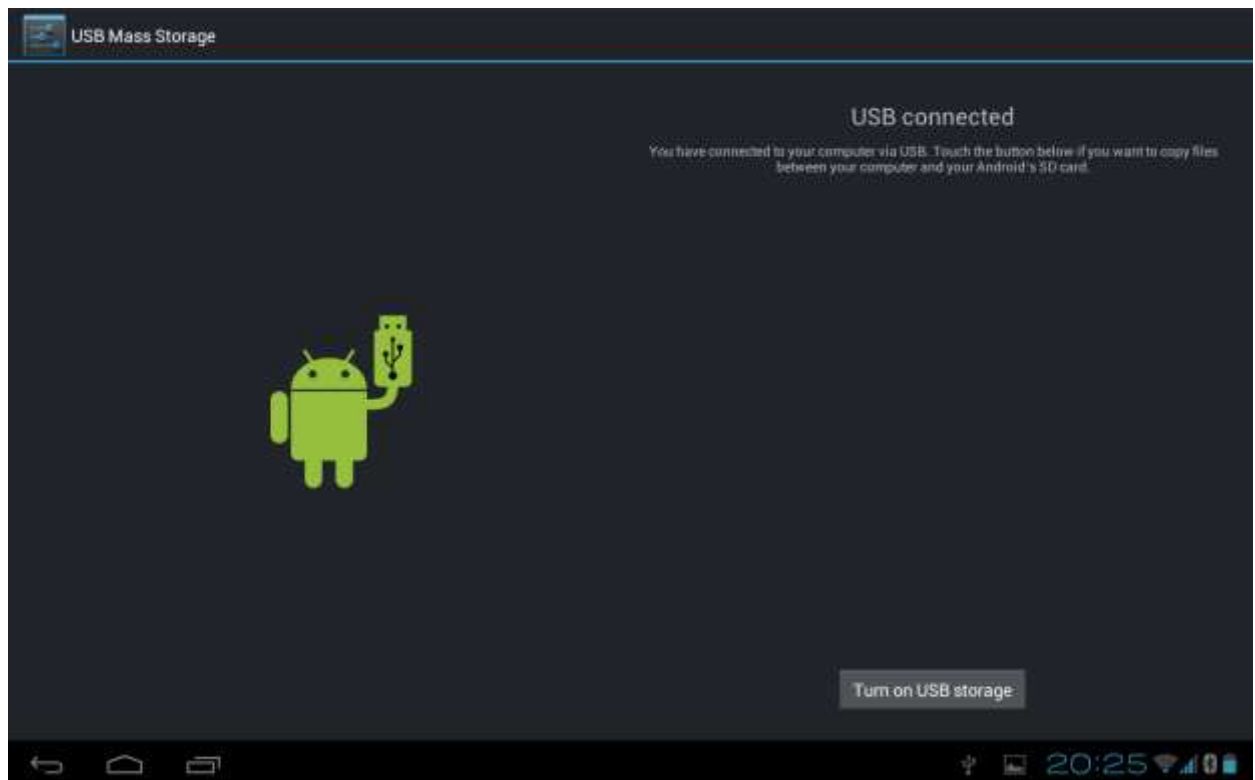 USB Mass Storage
USB connected
You have connected to your computer via USB. Touch the button below if you want to copy files
between your computer and your Android's SD card.
Turn on USB storage
20:25